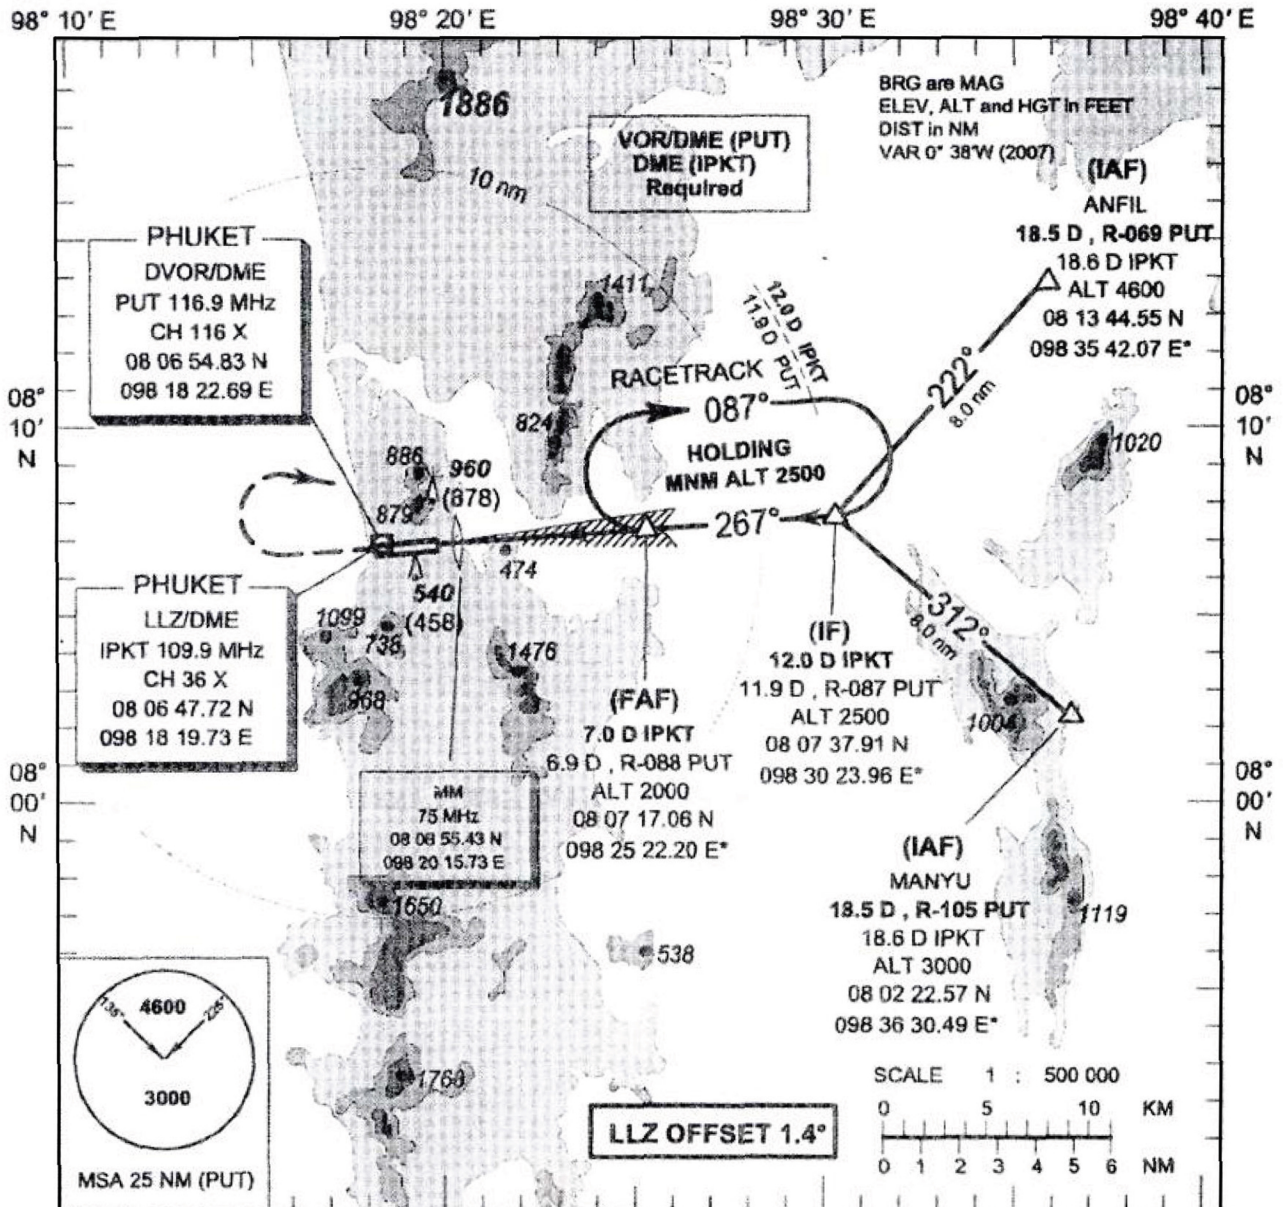 98° 10' E
98° 20' E
98° 30' E
98° 40' E
BRG are MAG
ELEV, ALT and HGT in FEET
DIST in NM
VAR 0° 38'W (2007)
1886
VOR/DME (PUT)
DME (IPKT)
Required
10 nm
(IAF)
ANFIL
18.5 D , R-069 PUT
18.6 D IPKT
ALT 4600
08 13 44.55 N
098 35 42.07 E*
PHUKET
DVOR/DME
PUT 116.9 MHz
CH 116 X
08 06 54.83 N
098 18 22.69 E
1411
12.0 D IPKT
11.9 D PUT
222°
8.0 nm
RACETRACK
087°
HOLDING
MNM ALT 2500
267°
08°
10'
N
08°
10'
N
824
1020
886
960
(878)
879
474
540
(458)
PHUKET
LLZ/DME
IPKT 109.9 MHz
CH 36 X
08 06 47.72 N
098 18 19.73 E
1099
738
968
1476
312°
8.0 nm
(IF)
12.0 D IPKT
11.9 D , R-087 PUT
ALT 2500
08 07 37.91 N
098 30 23.96 E*
(FAF)
7.0 D IPKT
6.9 D , R-088 PUT
ALT 2000
08 07 17.06 N
098 25 22.20 E*
1004
08°
00'
N
08°
00'
N
MM
75 MHz
08 06 55.43 N
098 20 15.73 E
(IAF)
MANYU
18.5 D , R-105 PUT
18.6 D IPKT
ALT 3000
08 02 22.57 N
098 36 30.49 E*
1650
1119
538
4600
136°
226°
3000
MSA 25 NM (PUT)
1768
LLZ OFFSET 1.4°
SCALE 1 : 500 000
0 5 10 KM
0 1 2 3 4 5 6 NM